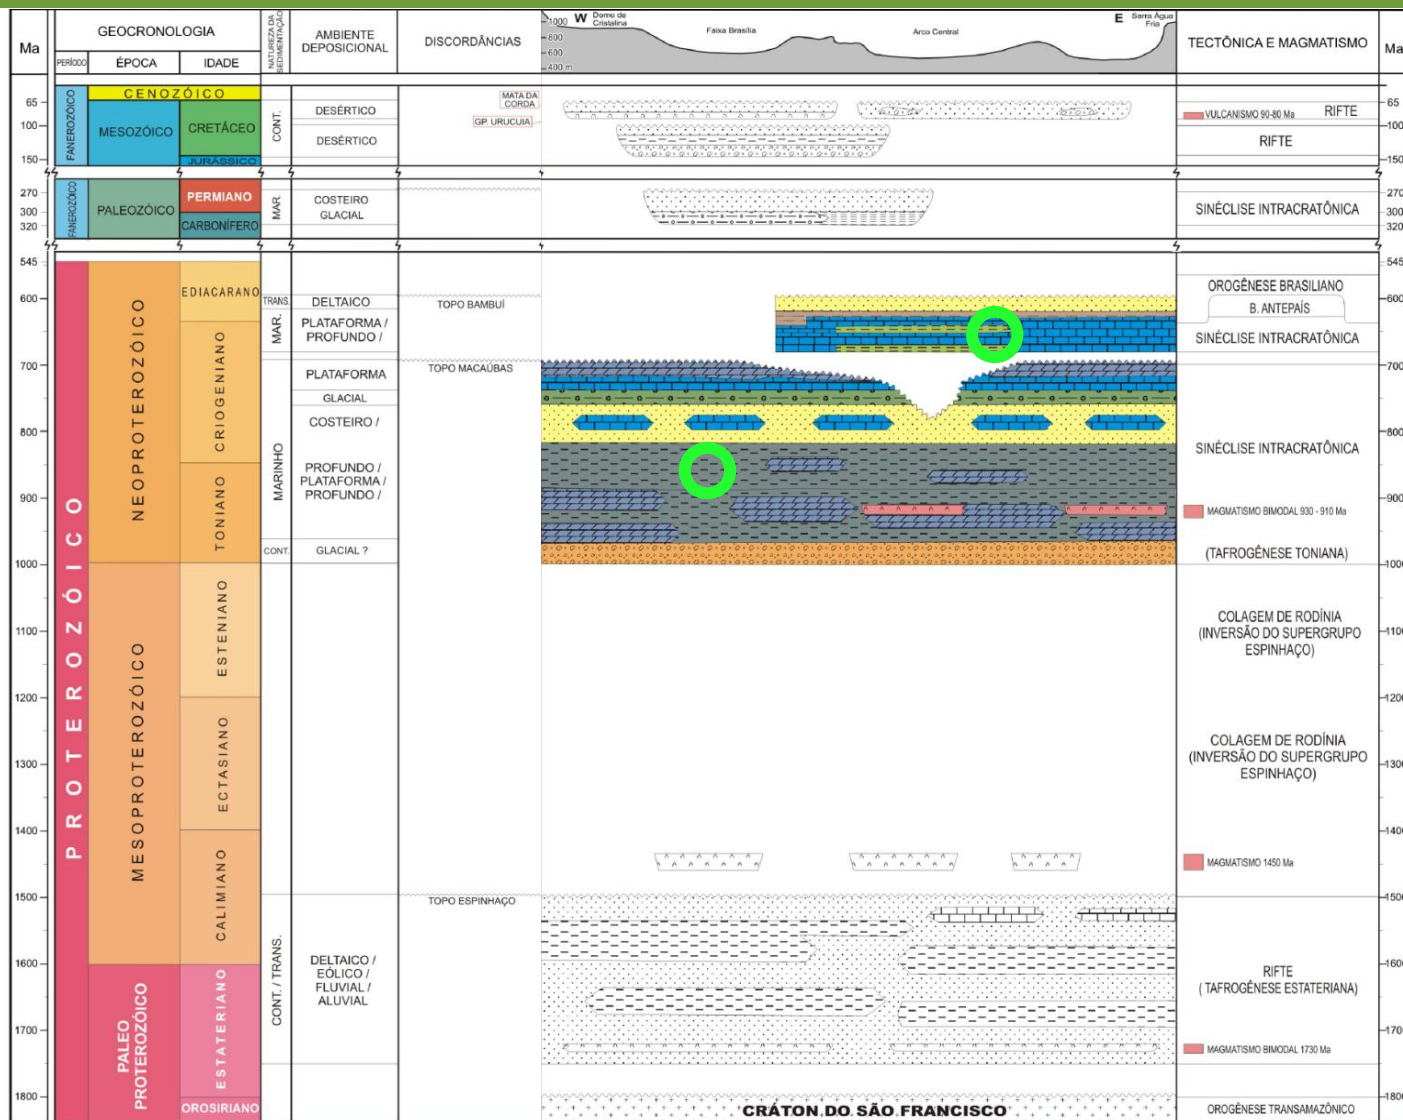 Ma
GEOCRONOLOGIA
PERÍODO
ÉPOCA
IDADE
NATUREZA DA
SEDIMENTAÇÃO
AMBIENTE
DEPOSICIONAL
DISCORDÂNCIAS
1000
800
600
400 m
W
Domo de
Cristalina
Faixa Brasília
Arco Central
E
Serra Água
Fria
TECTÔNICA E MAGMATISMO
Ma
65
100
150
FANEROZÓICO
CENOZÓICO
MESOZÓICO
CRETÁCEO
JURÁSSICO
CONT.
DESÉRTICO
DESÉRTICO
MATA DA
CORDA
GP. URUCUIA
VULCANISMO 90-80 Ma
RIFTE
RIFTE
65
100
150
270
300
320
FANEROZÓICO
PALEOZÓICO
PERMIANO
CARBONÍFERO
MAR.
COSTEIRO
GLACIAL
SINÉCLISE INTRACRATÔNICA
270
300
320
545
600
700
800
900
1000
1100
1200
1300
1400
1500
1600
1700
1800
PROTEROZÓICO
NEOPROTEROZÓICO
MESOPROTEROZÓICO
PALEO
PROTEROZÓICO
EDIACARANO
CRIOGENIANO
TONIANO
ESTENIANO
ECTASIANO
CALIMIANO
ESTATERIANO
OROSIRIANO
TRANS.
MAR.
MARINHO
CONT.
CONT. / TRANS.
DELTAICO
PLATAFORMA /
PROFUNDO /
PLATAFORMA
GLACIAL
COSTEIRO /
PROFUNDO /
PLATAFORMA /
PROFUNDO /
GLACIAL ?
DELTAICO /
EÓLICO /
FLUVIAL /
ALUVIAL
TOPO BAMBUÍ
TOPO MACAÚBAS
TOPO ESPINHAÇO
CRÁTON DO SÃO FRANCISCO
OROGÊNESE BRASILIANO
B. ANTEPAÍS
SINÉCLISE INTRACRATÔNICA
SINÉCLISE INTRACRATÔNICA
MAGMATISMO BIMODAL 930 - 910 Ma
(TAFROGÊNESE TONIANA)
COLAGEM DE RODÍNIA
(INVERSÃO DO SUPERGRUPO
ESPINHAÇO)
COLAGEM DE RODÍNIA
(INVERSÃO DO SUPERGRUPO
ESPINHAÇO)
MAGMATISMO 1450 Ma
RIFTE
( TAFROGÊNESE ESTATERIANA)
MAGMATISMO BIMODAL 1730 Ma
OROGÊNESE TRANSAMAZÔNICO
545
600
700
800
900
1000
1100
1200
1300
1400
1500
1600
1700
1800